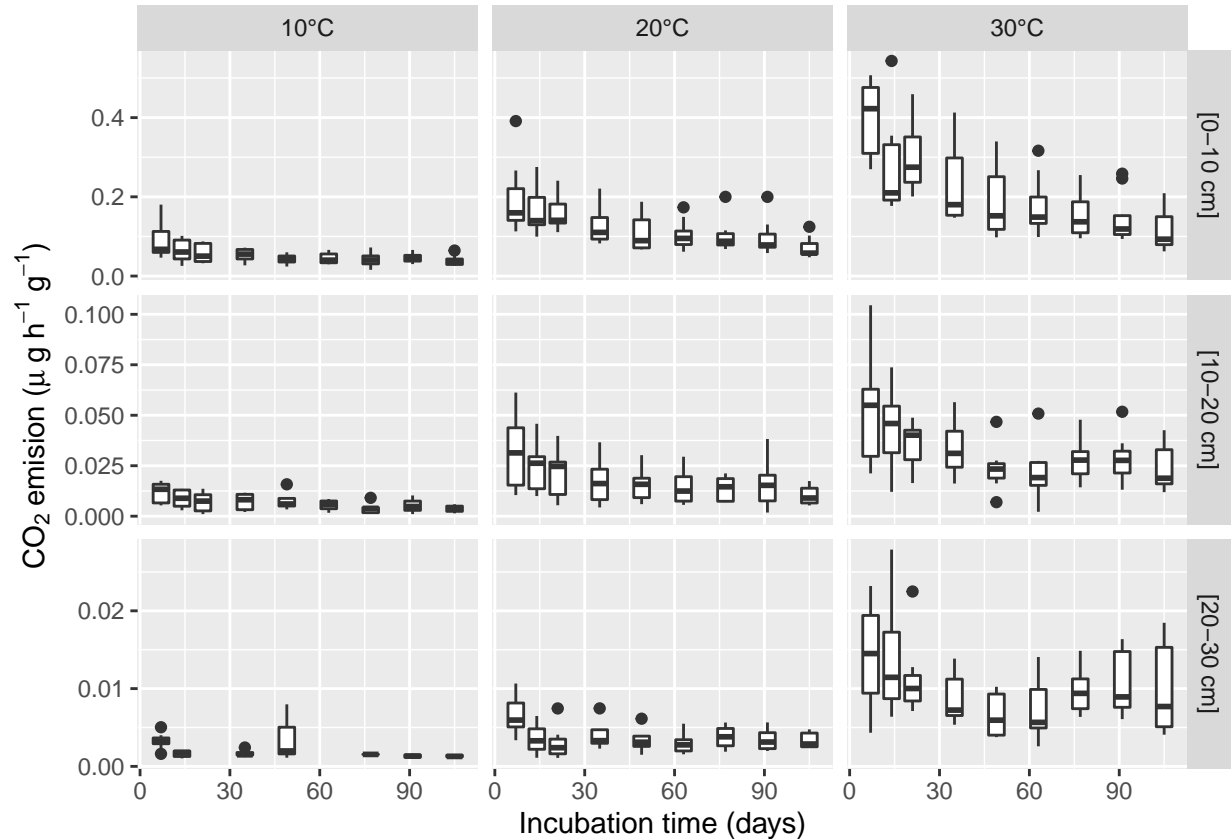 10°C 20°C 30°C
CO₂ emission (μ g h⁻¹ g⁻¹)
0.4
0.2
0.0
[0−10 cm]
0.100
0.075
0.050
0.025
0.000
[10−20 cm]
0.02
0.01
0.00
[20−30 cm]
0 30 60 90 0 30 60 90 0 30 60 90
Incubation time (days)